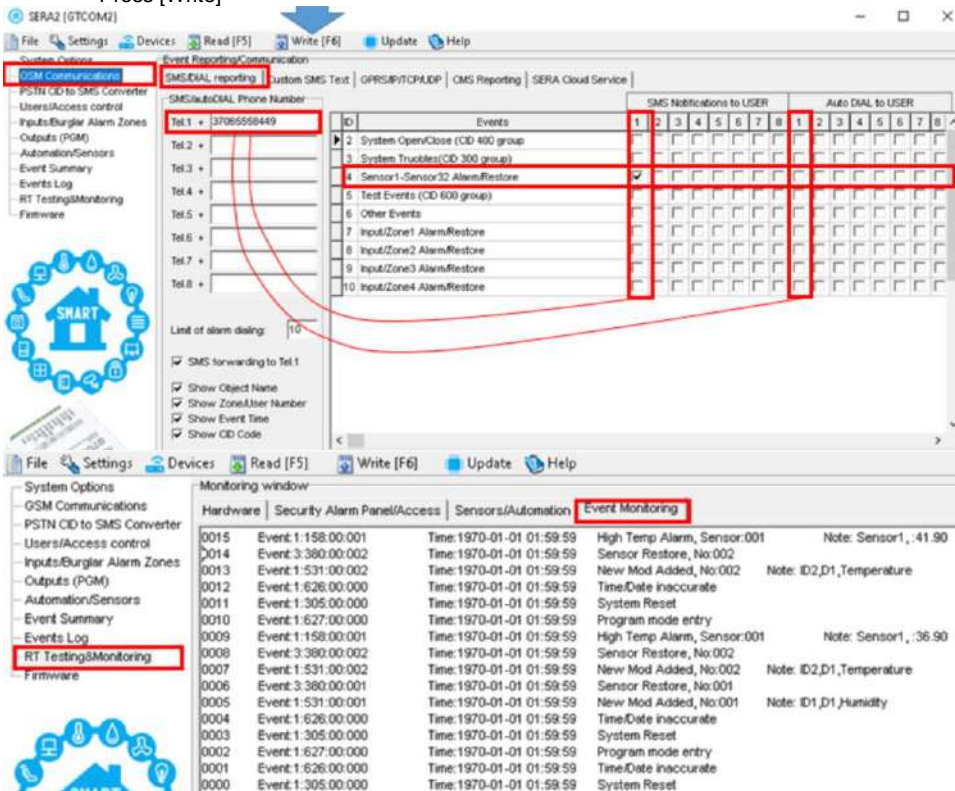 Press [Write]
SERA2 [GTCOM2]
File Settings Devices Read [F5] Write [F6] Update Help
System Options
GSM Communications
PSTN CID to SMS Converter
Users/Access control
Inputs/Burglar Alarm Zones
Outputs (PGM)
Automation/Sensors
Event Summary
Events Log
RT Testing&Monitoring
Firmware
SMART
Event Reporting/Communication
SMS/DIAL reporting Custom SMS Text GPRS/IP/TCP/UDP CMS Reporting SERA Cloud Service
SMS/autoDIAL Phone Number
Tel.1 + 37065558449
Tel.2 +
Tel.3 +
Tel.4 +
Tel.5 +
Tel.6 +
Tel.7 +
Tel.8 +
Limit of alarm dialing: 10
SMS forwarding to Tel.1
Show Object Name
Show Zone/User Number
Show Event Time
Show CID Code
SMS Notifications to USER Auto DIAL to USER
ID Events 1 2 3 4 5 6 7 8 1 2 3 4 5 6 7 8
2 System Open/Close (CID 400 group
3 System Truobles(CID 300 group)
4 Sensor1-Sensor32 Alarm/Restore
5 Test Events (CID 600 group)
6 Other Events
7 Input/Zone1 Alarm/Restore
8 Input/Zone2 Alarm/Restore
9 Input/Zone3 Alarm/Restore
10 Input/Zone4 Alarm/Restore
File Settings Devices Read [F5] Write [F6] Update Help
System Options
GSM Communications
PSTN CID to SMS Converter
Users/Access control
Inputs/Burglar Alarm Zones
Outputs (PGM)
Automation/Sensors
Event Summary
Events Log
RT Testing&Monitoring
Firmware
Monitoring window
Hardware Security Alarm Panel/Access Sensors/Automation Event Monitoring
0015 Event:1:158:00:001 Time:1970-01-01 01:59:59 High Temp Alarm, Sensor:001 Note: Sensor1, :41.90
0014 Event:3:380:00:002 Time:1970-01-01 01:59:59 Sensor Restore, No:002
0013 Event:1:531:00:002 Time:1970-01-01 01:59:59 New Mod Added, No:002 Note: ID2,D1,Temperature
0012 Event:1:626:00:000 Time:1970-01-01 01:59:59 Time/Date inaccurate
0011 Event:1:305:00:000 Time:1970-01-01 01:59:59 System Reset
0010 Event:1:627:00:000 Time:1970-01-01 01:59:59 Program mode entry
0009 Event:1:158:00:001 Time:1970-01-01 01:59:59 High Temp Alarm, Sensor:001 Note: Sensor1, :36.90
0008 Event:3:380:00:002 Time:1970-01-01 01:59:59 Sensor Restore, No:002
0007 Event:1:531:00:002 Time:1970-01-01 01:59:59 New Mod Added, No:002 Note: ID2,D1,Temperature
0006 Event:3:380:00:001 Time:1970-01-01 01:59:59 Sensor Restore, No:001
0005 Event:1:531:00:001 Time:1970-01-01 01:59:59 New Mod Added, No:001 Note: ID1,D1,Humidity
0004 Event:1:626:00:000 Time:1970-01-01 01:59:59 Time/Date inaccurate
0003 Event:1:305:00:000 Time:1970-01-01 01:59:59 System Reset
0002 Event:1:627:00:000 Time:1970-01-01 01:59:59 Program mode entry
0001 Event:1:626:00:000 Time:1970-01-01 01:59:59 Time/Date inaccurate
0000 Event:1:305:00:000 Time:1970-01-01 01:59:59 System Reset